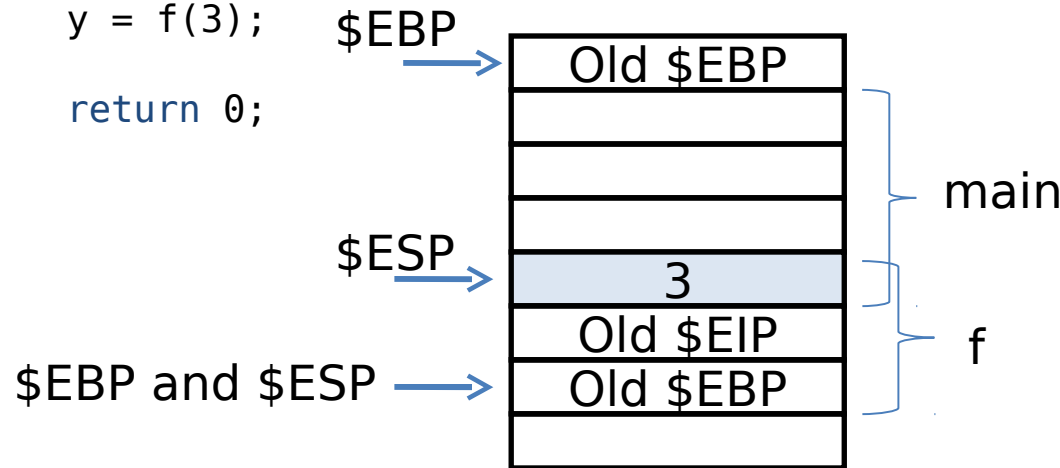 y = f(3);
$EBP
Old $EBP
return 0;
main
$ESP
3
Old $EIP
f
$EBP and $ESP
Old $EBP